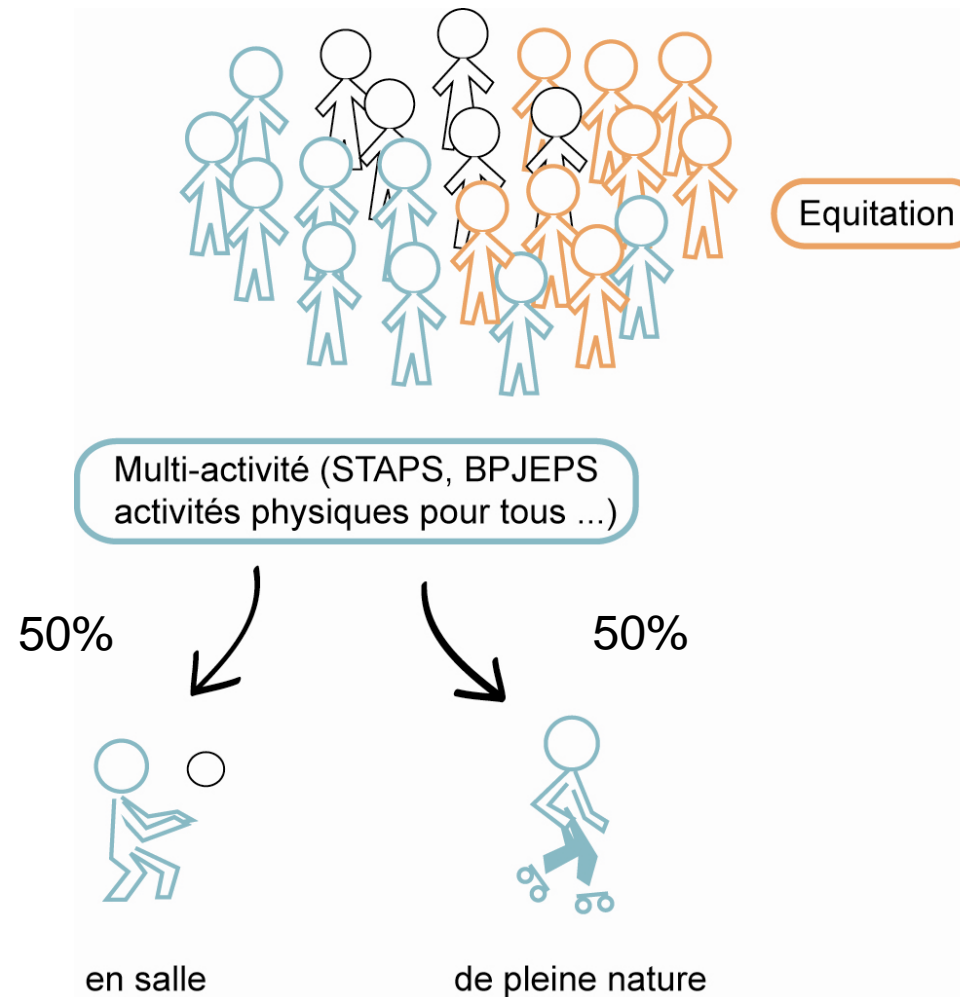 Equitation
Multi-activité (STAPS, BPJEPS
activités physiques pour tous ...)
50%
50%
en salle
de pleine nature